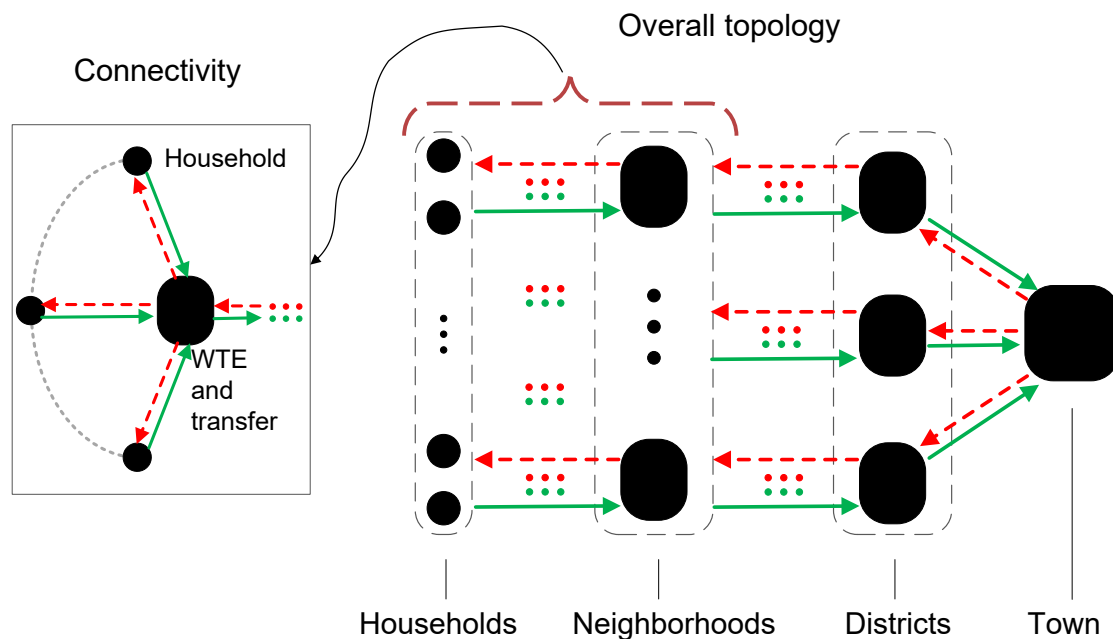 Overall topology
Connectivity
Household
WTE
and
transfer
Households
Neighborhoods
Districts
Town